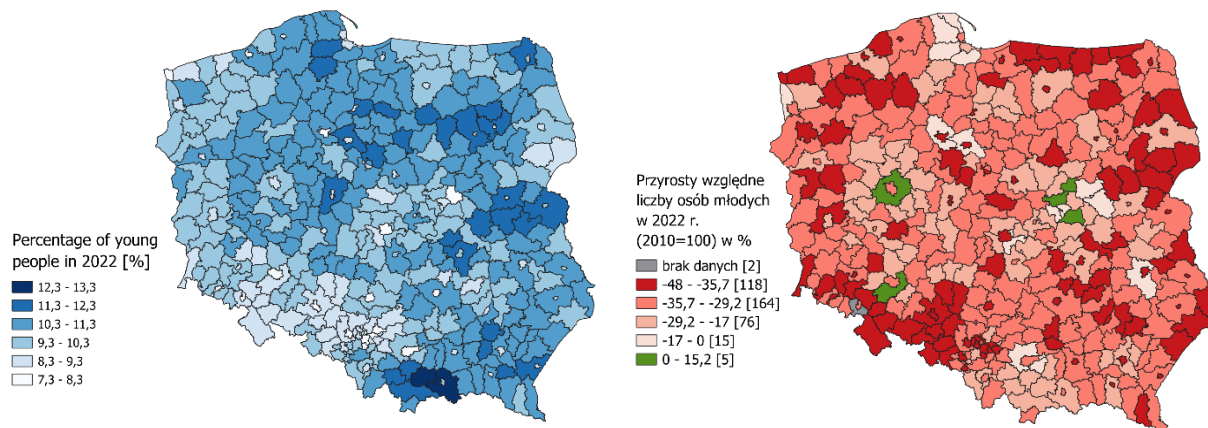 Percentage of young
people in 2022 [%]
12,3 - 13,3
11,3 - 12,3
10,3 - 11,3
9,3 - 10,3
8,3 - 9,3
7,3 - 8,3
Przyrosty względne
liczby osób młodych
w 2022 r.
(2010=100) w %
brak danych [2]
-48 - -35,7 [118]
-35,7 - -29,2 [164]
-29,2 - -17 [76]
-17 - 0 [15]
0 - 15,2 [5]